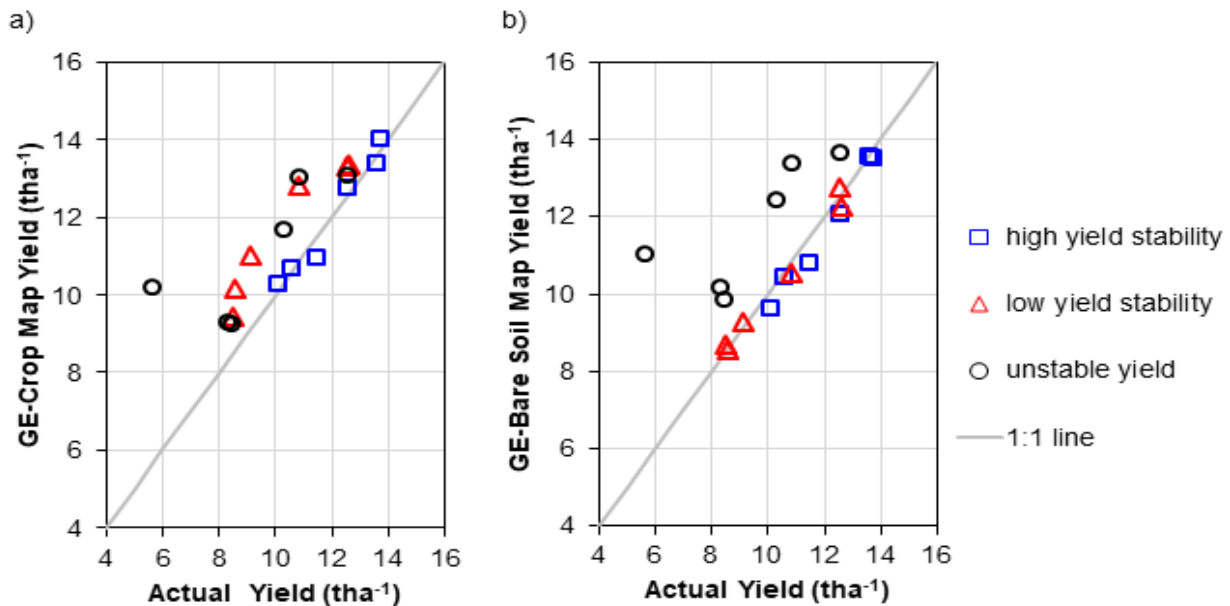 a)
16
14
12
10
8
6
4
GE-Crop Map Yield (tha⁻¹)
4 6 8 10 12 14 16
Actual Yield (tha⁻¹)
b)
16
14
12
10
8
6
4
GE-Bare Soil Map Yield (tha⁻¹)
4 6 8 10 12 14 16
Actual Yield (tha⁻¹)
high yield stability
low yield stability
unstable yield
1:1 line